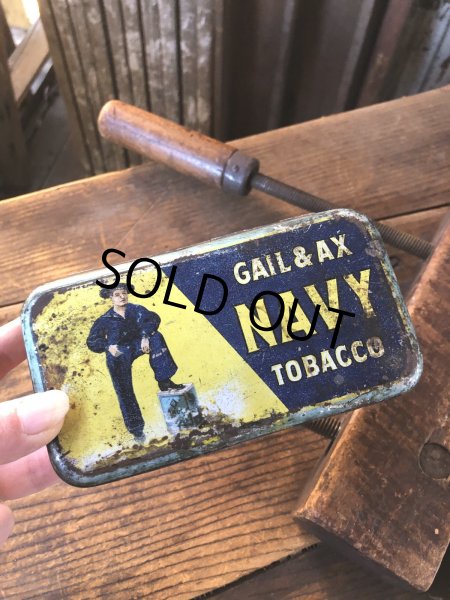 GAIL & AX
NAVY
TOBACCO
SOLD OUT